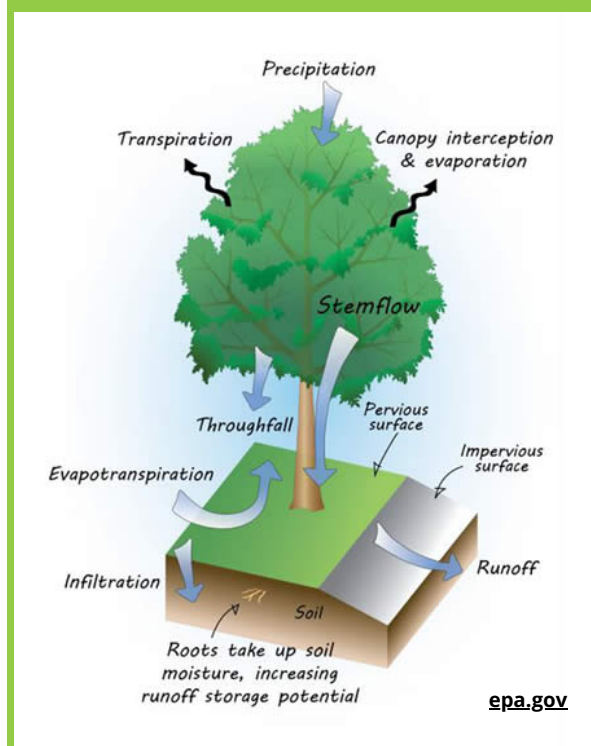 Precipitation
Transpiration
Canopy interception
& evaporation
Stemflow
Throughfall
Pervious
surface
Impervious
surface
Evapotranspiration
Infiltration
Runoff
Soil
Roots take up soil
moisture, increasing
runoff storage potential
epa.gov